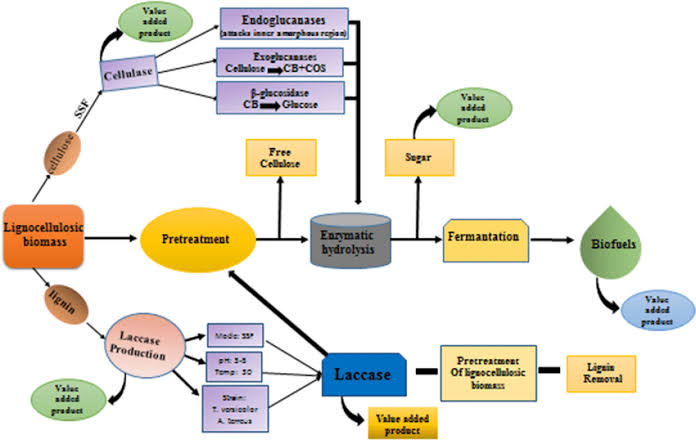 Value
added
product
Endoglucanases
(attacks inner amorphous region)
Exoglucanases
Cellulose CB+COS
β-glucosidase
CB Glucose
Cellulase
SSF
cellulose
Value
added
product
Free
Cellulose
Sugar
Lignocellulosic
biomass
Pretreatment
Enzymatic
hydrolysis
Fermantation
Biofuels
lignin
Value
added
product
Laccase
Production
Mode: SSF
pH: 3-5
Temp: 30
Strain:
T. versicolor
Value
added
product
Laccase
Pretreatment
Of lignocellulosic
biomass
Lignin
Removal
Value added
product